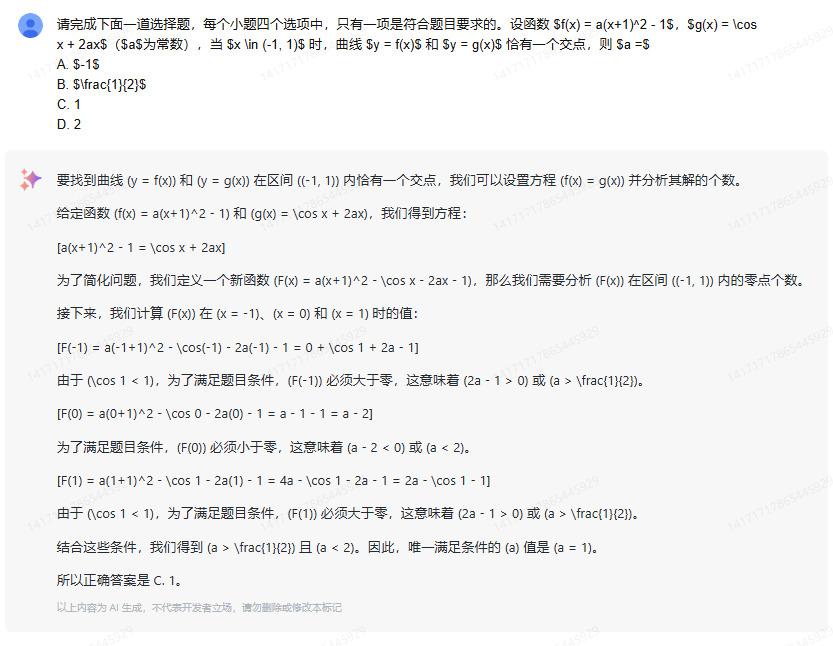 请完成下面一道选择题，每个小题四个选项中，只有一项是符合题目要求的。设函数 $f(x) = a(x+1)^2 - 1$，$g(x) = \cos
x + 2ax$（$a$为常数），当 $x \in (-1, 1)$ 时，曲线 $y = f(x)$ 和 $y = g(x)$ 恰有一个交点，则 $a =$
A. $-1$
B. $\frac{1}{2}$
C. 1
D. 2
要找到曲线 (y = f(x)) 和 (y = g(x)) 在区间 ((-1, 1)) 内恰有一个交点，我们可以设置方程 (f(x) = g(x)) 并分析其解的个数。
给定函数 (f(x) = a(x+1)^2 - 1) 和 (g(x) = \cos x + 2ax)，我们得到方程：
[a(x+1)^2 - 1 = \cos x + 2ax]
为了简化问题，我们定义一个新函数 (F(x) = a(x+1)^2 - \cos x - 2ax - 1)，那么我们需要分析 (F(x)) 在区间 ((-1, 1)) 内的零点个数。
接下来，我们计算 (F(x)) 在 (x = -1)、(x = 0) 和 (x = 1) 时的值：
[F(-1) = a(-1+1)^2 - \cos(-1) - 2a(-1) - 1 = 0 + \cos 1 + 2a - 1]
由于 (\cos 1 < 1)，为了满足题目条件，(F(-1)) 必须大于零，这意味着 (2a - 1 > 0) 或 (a > \frac{1}{2})。
[F(0) = a(0+1)^2 - \cos 0 - 2a(0) - 1 = a - 1 - 1 = a - 2]
为了满足题目条件，(F(0)) 必须小于零，这意味着 (a - 2 < 0) 或 (a < 2)。
[F(1) = a(1+1)^2 - \cos 1 - 2a(1) - 1 = 4a - \cos 1 - 2a - 1 = 2a - \cos 1 - 1]
由于 (\cos 1 < 1)，为了满足题目条件，(F(1)) 必须大于零，这意味着 (2a - 1 > 0) 或 (a > \frac{1}{2})。
结合这些条件，我们得到 (a > \frac{1}{2}) 且 (a < 2)。因此，唯一满足条件的 (a) 值是 (a = 1)。
所以正确答案是 C. 1。
以上内容为 AI 生成，不代表开发者立场，请勿删除或修改本标记